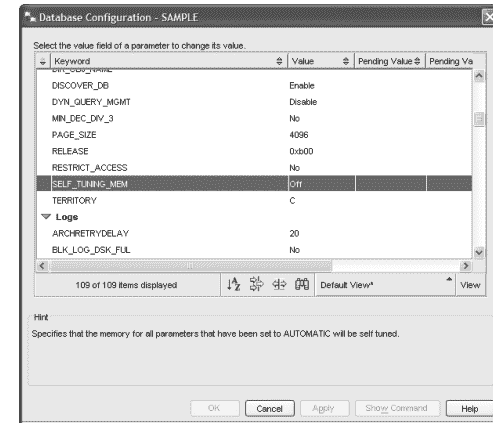 Database Configuration - SAMPLE
Select the value field of a parameter to change its value.
Keyword Value Pending Value Pending Va
DISCOVER_DB Enable
DYN_QUERY_MGMT Disable
MIN_DEC_DIV_3 No
PAGE_SIZE 4096
RELEASE 0xb00
RESTRICT_ACCESS No
SELF_TUNING_MEM Off
TERRITORY C
Logs
ARCHRETRYDELAY 20
BLK_LOG_DSK_FUL No
109 of 109 items displayed Default View* View
Hint
Specifies that the memory for all parameters that have been set to AUTOMATIC will be self tuned.
OK Cancel Apply Show Command Help